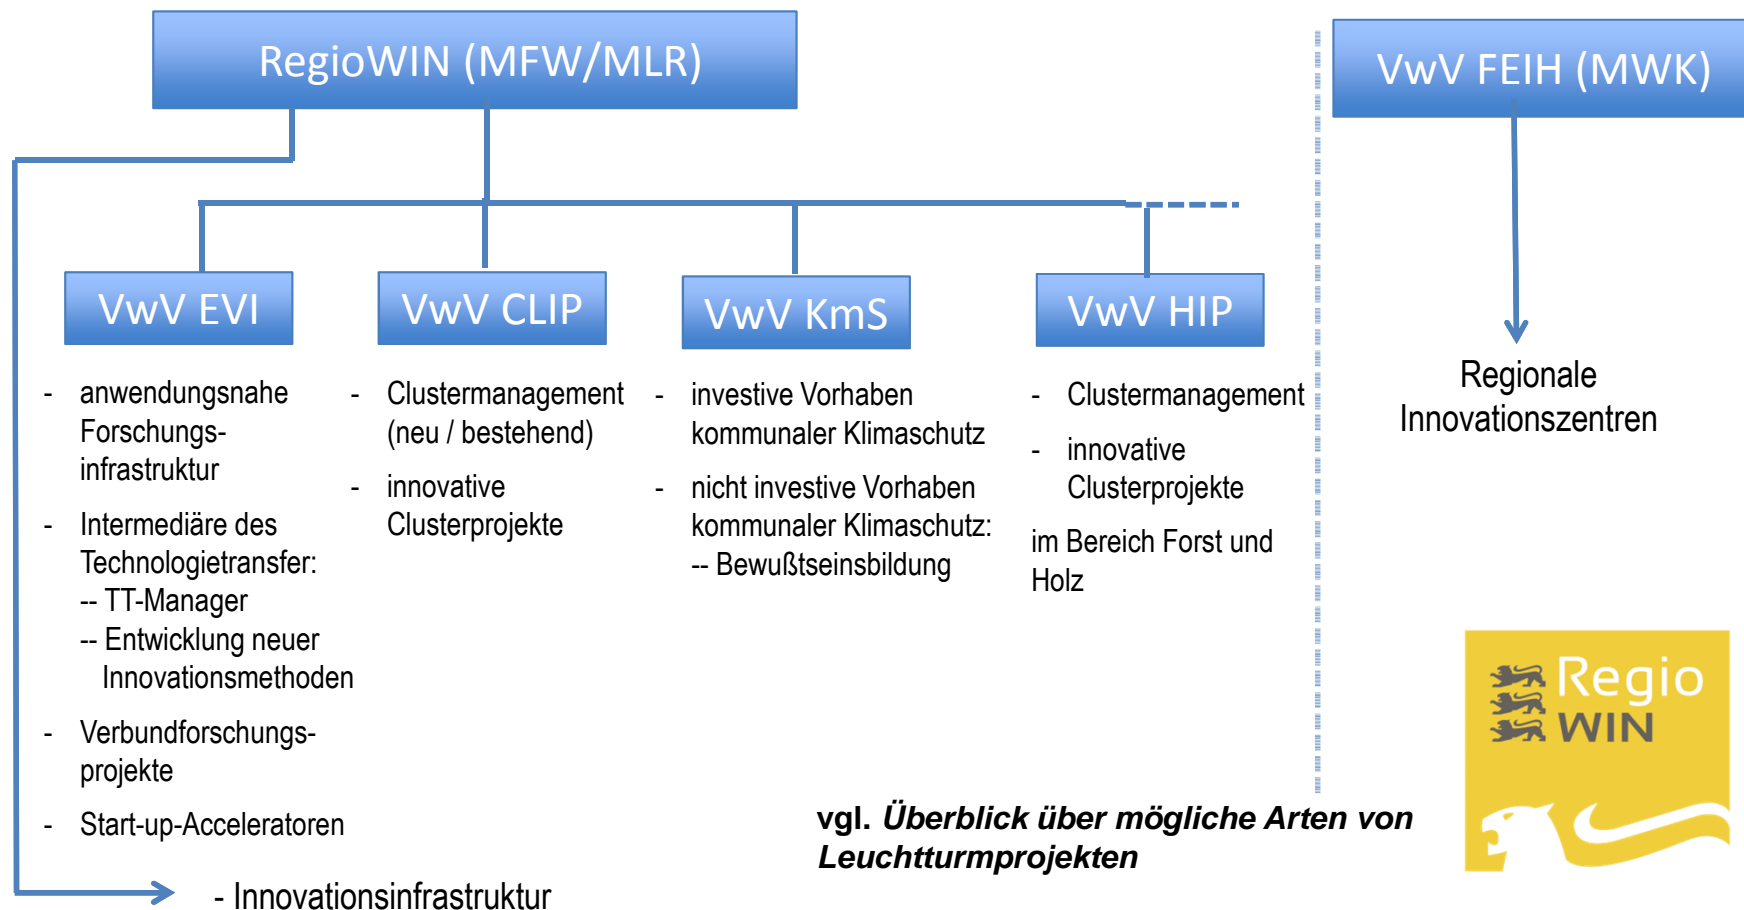 RegioWIN (MFW/MLR)
VwV FEIH (MWK)
VwV EVI
VwV CLIP
VwV KmS
VwV HIP
- anwendungsnahe
Forschungs-
infrastruktur
- Intermediäre des
Technologietransfer:
-- TT-Manager
-- Entwicklung neuer
Innovationsmethoden
- Verbundforschungs-
projekte
- Start-up-Acceleratoren
- Innovationsinfrastruktur
- Clustermanagement
(neu / bestehend)
- innovative
Clusterprojekte
- investive Vorhaben
kommunaler Klimaschutz
- nicht investive Vorhaben
kommunaler Klimaschutz:
-- Bewußtseinsbildung
- Clustermanagement
- innovative
Clusterprojekte
im Bereich Forst und
Holz
Regionale
Innovationszentren
vgl. Überblick über mögliche Arten von
Leuchtturmprojekten
Regio
WIN